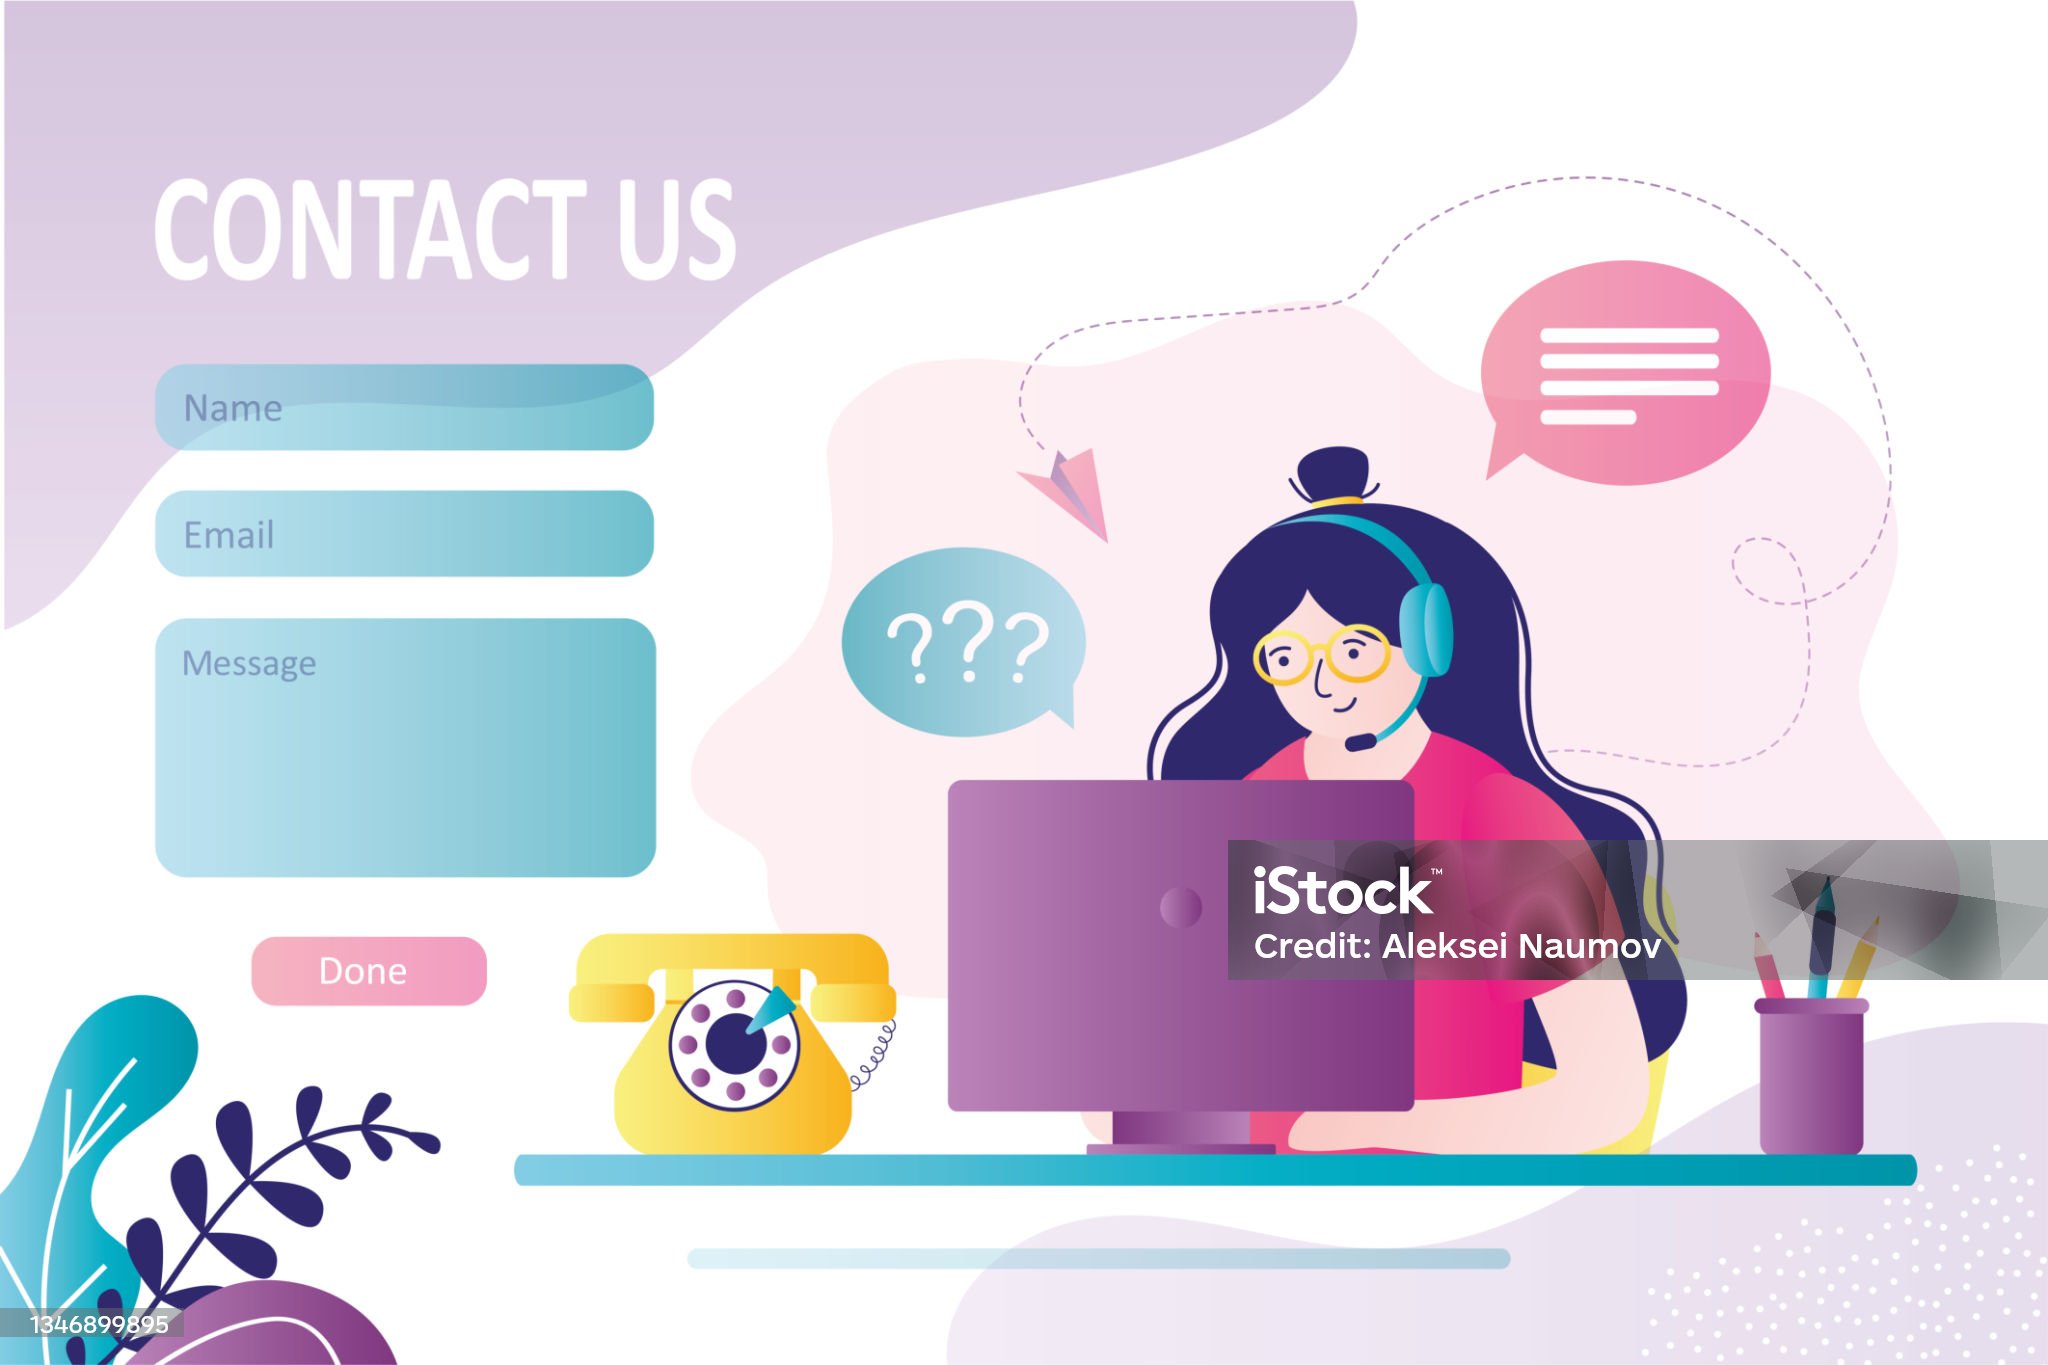 CONTACT US
Name
Email
Message
Done
???
iStock™
Credit: Aleksei Naumov
1346899895